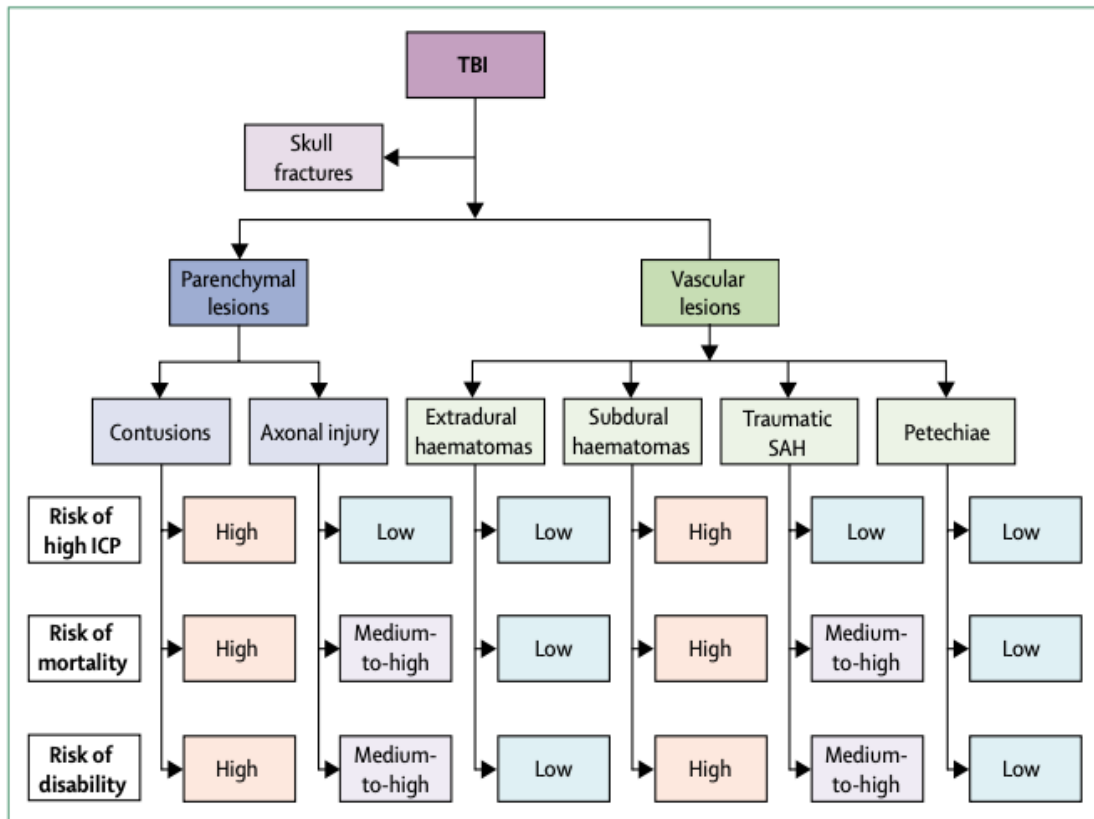 TBI
Skull
fractures
Parenchymal
lesions
Vascular
lesions
Contusions
Axonal injury
Extradural
haematomas
Subdural
haematomas
Traumatic
SAH
Petechiae
Risk of
high ICP
High
Low
Low
High
Low
Low
Risk of
mortality
High
Medium-
to-high
Low
High
Medium-
to-high
Low
Risk of
disability
High
Medium-
to-high
Low
High
Medium-
to-high
Low